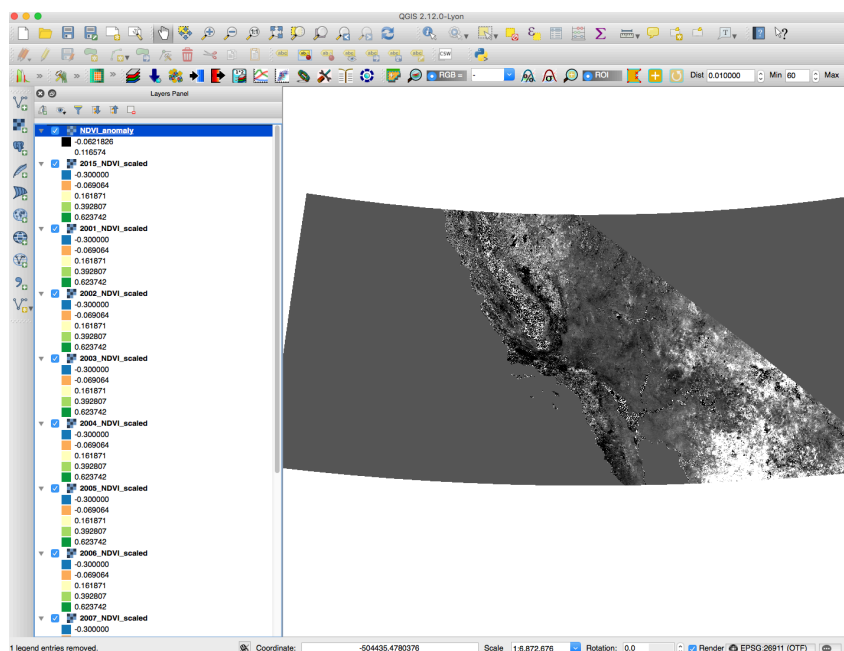 QGIS 2.12.0-Lyon
CSW
RGB = -
ROI
Dist 0.010000
Min 60
Max
Layers Panel
NDVI_anomaly
-0.0621826
0.116574
2015_NDVI_scaled
-0.300000
-0.069064
0.161871
0.392807
0.623742
2001_NDVI_scaled
-0.300000
-0.069064
0.161871
0.392807
0.623742
2002_NDVI_scaled
-0.300000
-0.069064
0.161871
0.392807
0.623742
2003_NDVI_scaled
-0.300000
-0.069064
0.161871
0.392807
0.623742
2004_NDVI_scaled
-0.300000
-0.069064
0.161871
0.392807
0.623742
2005_NDVI_scaled
-0.300000
-0.069064
0.161871
0.392807
0.623742
2006_NDVI_scaled
-0.300000
-0.069064
0.161871
0.392807
0.623742
2007_NDVI_scaled
-0.300000
1 legend entries removed.
Coordinate:
-504435.4780376
Scale 1:6,872,676
Rotation: 0.0
Render
EPSG:26911 (OTF)